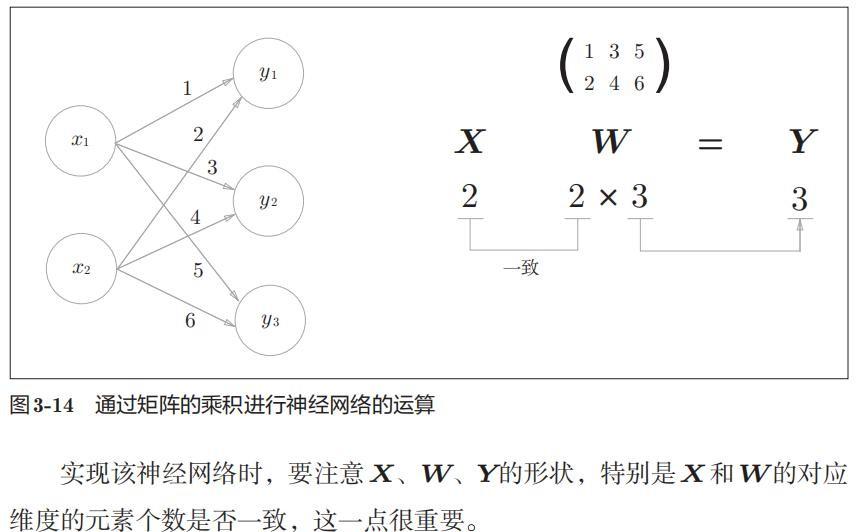 y1
1
2
x1
3
y2
4
x2
5
6
y3
( 1 3 5
2 4 6 )
X W = Y
2 2 × 3 3
一致
图3-14 通过矩阵的乘积进行神经网络的运算
实现该神经网络时，要注意X、W、Y的形状，特别是X和W的对应
维度的元素个数是否一致，这一点很重要。